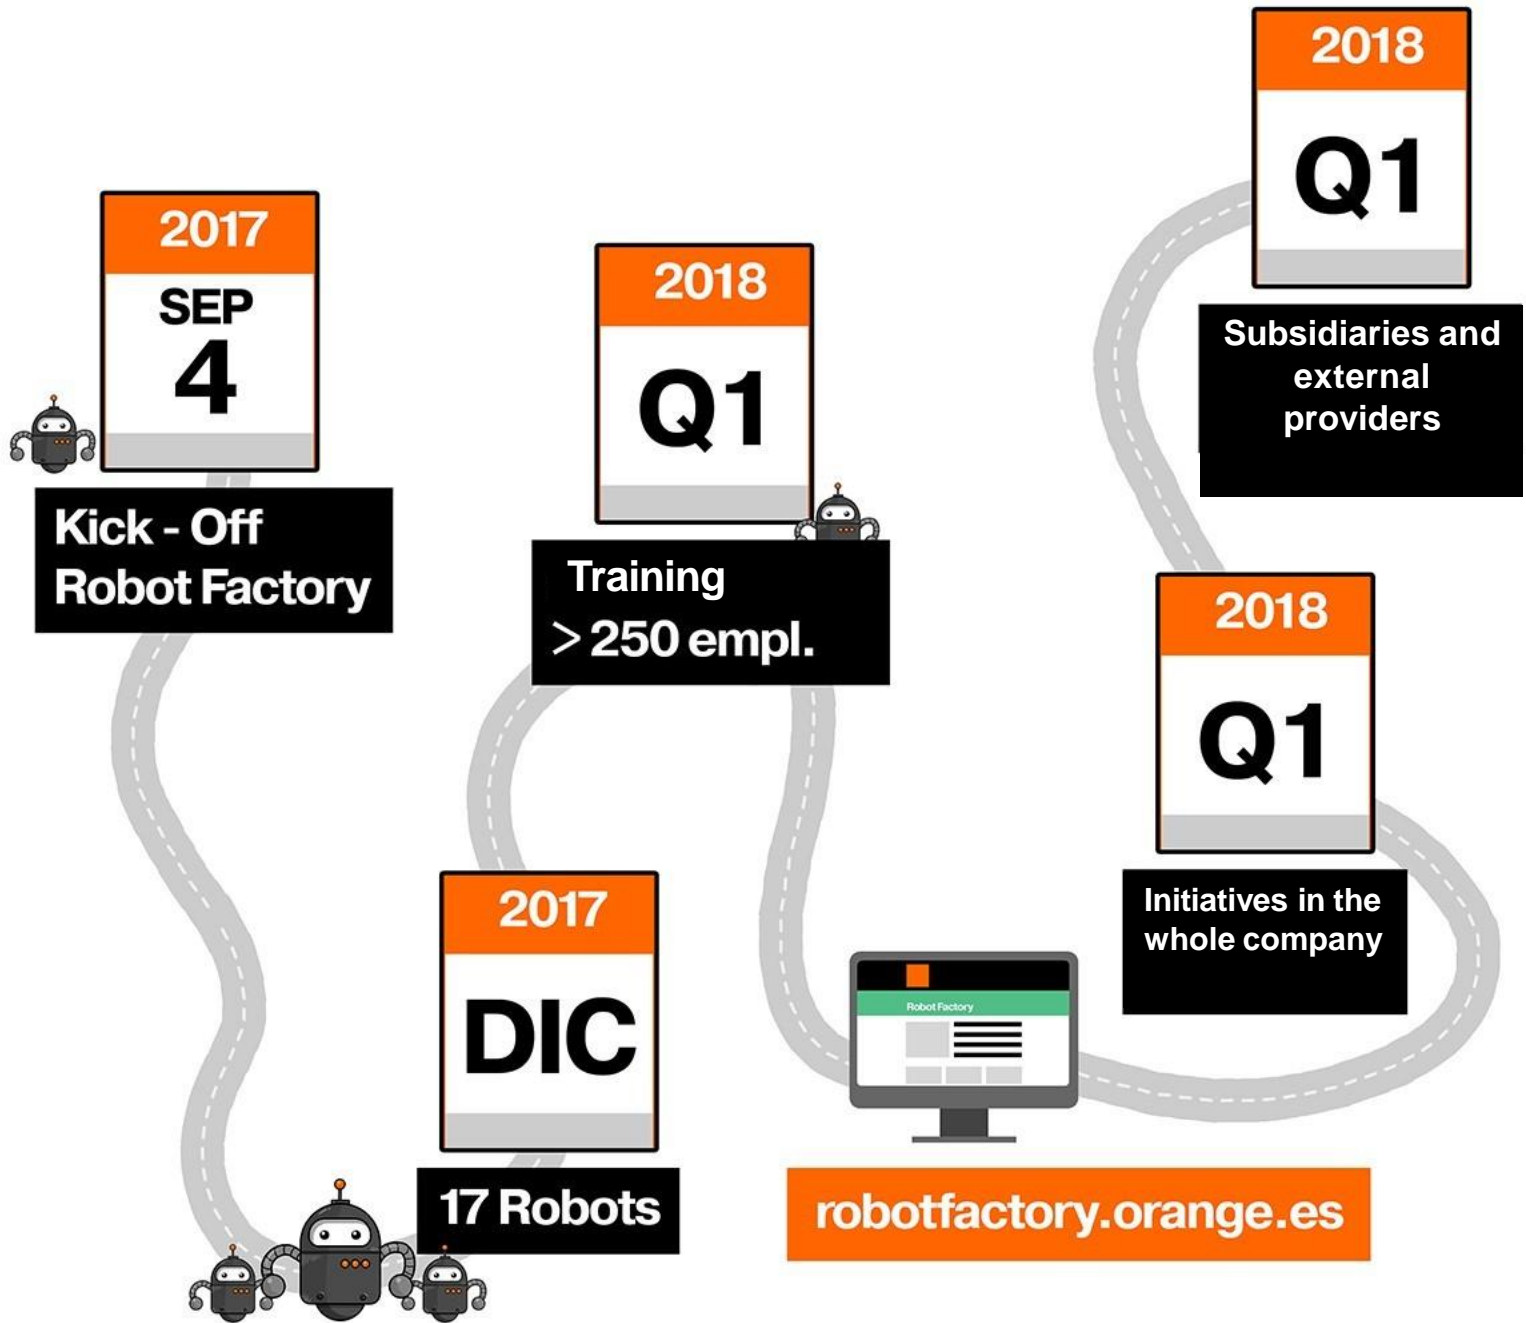 2017
SEP
4
Kick - Off
Robot Factory
2017
DIC
17 Robots
2018
Q1
Training
> 250 empl.
Robot Factory
robotfactory.orange.es
2018
Q1
Initiatives in the
whole company
2018
Q1
Subsidiaries and
external
providers